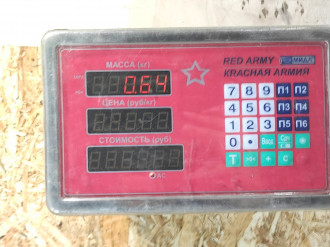 МАССА (кг)
0.64
ЦЕНА (руб/кг)
СТОИМОСТЬ (руб)
AC
RED ARMY
КРАСНАЯ АРМИЯ
7 8 9 П1 П2
4 5 6 П3 П4
1 2 3 П5 П6
0
T C